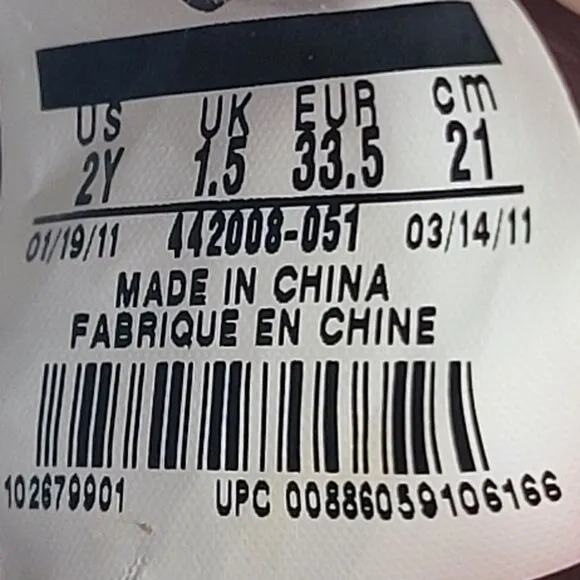 US UK EUR cm
2Y 1.5 33.5 21
01/19/11 442008-051 03/14/11
MADE IN CHINA
FABRIQUE EN CHINE
102679901 UPC 00886059106166